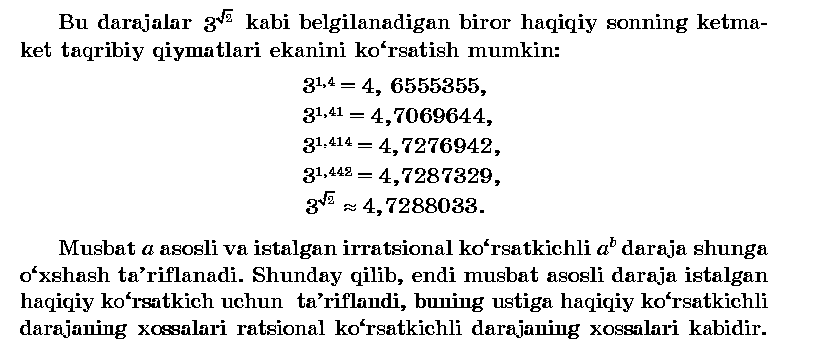 Bu darajalar 3^√2 kabi belgilanadigan biror haqiqiy sonning ketma-
ket taqribiy qiymatlari ekanini ko‘rsatish mumkin:
3^1,4 = 4, 6555355,
3^1,41 = 4,7069644,
3^1,414 = 4,7276942,
3^1,442 = 4,7287329,
3^√2 ≈ 4,7288033.
Musbat a asosli va istalgan irratsional ko‘rsatkichli a^b daraja shunga
o‘xshash ta’riflanadi. Shunday qilib, endi musbat asosli daraja istalgan
haqiqiy ko‘rsatkich uchun ta’riflandi, buning ustiga haqiqiy ko‘rsatkichli
darajaning xossalari ratsional ko‘rsatkichli darajaning xossalari kabidir.